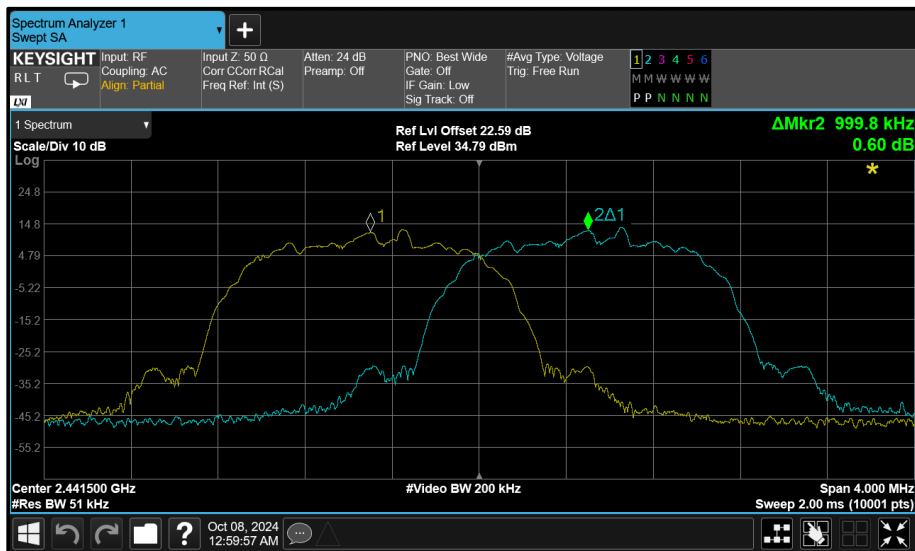 Spectrum Analyzer 1
Swept SA
+
KEYSIGHT
RLT
LXI
Input: RF
Coupling: AC
Align: Partial
Input Z: 50 Ω
Corr CCorr RCal
Freq Ref: Int (S)
Atten: 24 dB
Preamp: Off
PNO: Best Wide
Gate: Off
IF Gain: Low
Sig Track: Off
#Avg Type: Voltage
Trig: Free Run
1 2 3 4 5 6
M M W W W W
P P N N N N
1 Spectrum
Scale/Div 10 dB
Ref Lvl Offset 22.59 dB
Ref Level 34.79 dBm
ΔMkr2 999.8 kHz
0.60 dB
*
Log
24.8
14.8
4.79
-5.22
-15.2
-25.2
-35.2
-45.2
-55.2
1
2Δ1
Center 2.441500 GHz
#Video BW 200 kHz
Span 4.000 MHz
#Res BW 51 kHz
Sweep 2.00 ms (10001 pts)
?
Oct 08, 2024
12:59:57 AM